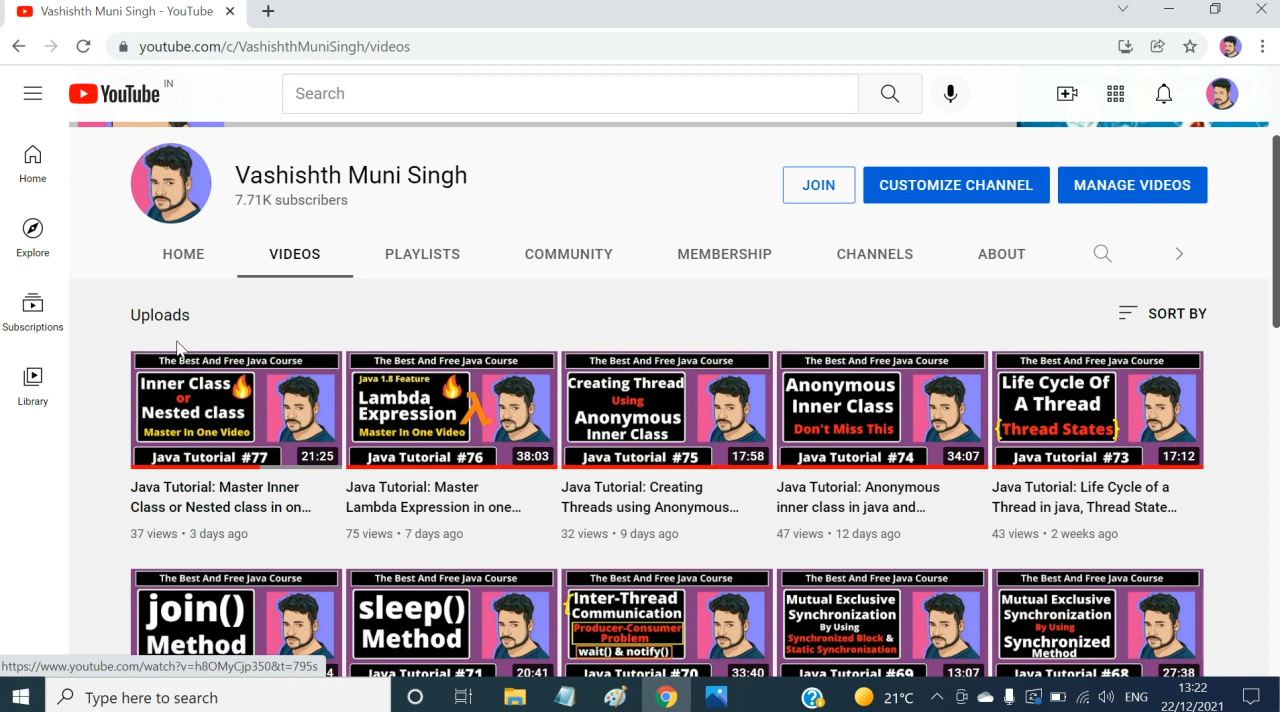 Vashishth Muni Singh - YouTube
youtube.com/c/VashishthMuniSingh/videos
YouTube IN
Search
Home
Explore
Subscriptions
Library
Vashishth Muni Singh
7.71K subscribers
JOIN
CUSTOMIZE CHANNEL
MANAGE VIDEOS
HOME
VIDEOS
PLAYLISTS
COMMUNITY
MEMBERSHIP
CHANNELS
ABOUT
Uploads
SORT BY
The Best And Free Java Course
Inner Class
or
Nested class
Master In One Video
Java Tutorial #77
21:25
Java Tutorial: Master Inner
Class or Nested class in on...
37 views • 3 days ago
The Best And Free Java Course
Java 1.8 Feature
Lambda
Expression
λ
Master In One Video
Java Tutorial #76
38:03
Java Tutorial: Master
Lambda Expression in one...
75 views • 7 days ago
The Best And Free Java Course
Creating Thread
Using
Anonymous
Inner Class
Java Tutorial #75
17:58
Java Tutorial: Creating
Threads using Anonymous...
32 views • 9 days ago
The Best And Free Java Course
Anonymous
Inner Class
Don't Miss This
Java Tutorial #74
34:07
Java Tutorial: Anonymous
inner class in java and...
47 views • 12 days ago
The Best And Free Java Course
Life Cycle Of
A Thread
{Thread States}
Java Tutorial #73
17:12
Java Tutorial: Life Cycle of a
Thread in java, Thread State...
43 views • 2 weeks ago
The Best And Free Java Course
join()
Method
The Best And Free Java Course
sleep()
Method
Java Tutorial #71
20:41
The Best And Free Java Course
{Inter-Thread
Communication
Producer-Consumer
Problem
wait() & notify()
Java Tutorial #70
33:40
The Best And Free Java Course
Mutual Exclusive
Synchronization
By Using
Synchronized Block &
Static Synchronization
Java Tutorial #69
13:07
The Best And Free Java Course
Mutual Exclusive
Synchronization
By Using
Synchronized
Method
Java Tutorial #68
27:38
https://www.youtube.com/watch?v=h8OMyCjp350&t=795s
Type here to search
21°C
ENG
13:22
22/12/2021